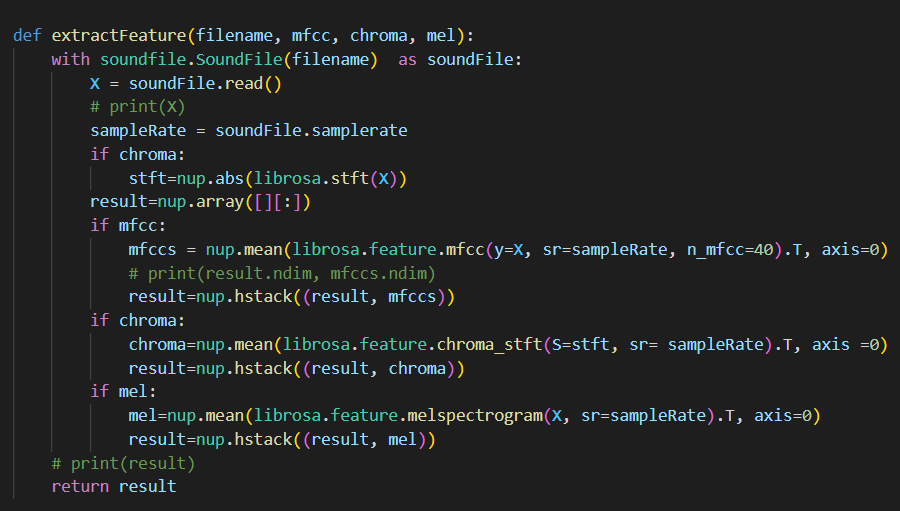 def extractFeature(filename, mfcc, chroma, mel):
    with soundfile.SoundFile(filename)  as soundFile:
        X = soundFile.read()
        # print(X)
        sampleRate = soundFile.samplerate
        if chroma:
            stft=nup.abs(librosa.stft(X))
        result=nup.array([][:])
        if mfcc:
            mfccs = nup.mean(librosa.feature.mfcc(y=X, sr=sampleRate, n_mfcc=40).T, axis=0)
            # print(result.ndim, mfccs.ndim)
            result=nup.hstack((result, mfccs))
        if chroma:
            chroma=nup.mean(librosa.feature.chroma_stft(S=stft, sr= sampleRate).T, axis =0)
            result=nup.hstack((result, chroma))
        if mel:
            mel=nup.mean(librosa.feature.melspectrogram(X, sr=sampleRate).T, axis=0)
            result=nup.hstack((result, mel))
    # print(result)
    return result